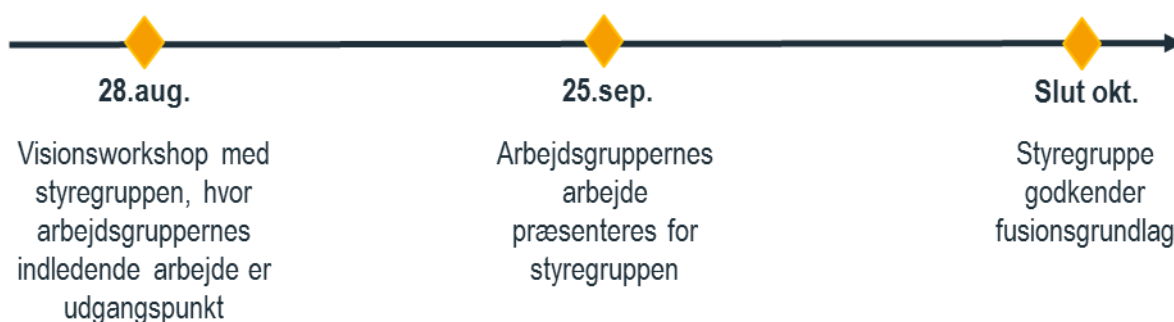 28.aug.
Visionsworkshop med
styregruppen, hvor
arbejdsgruppernes
indledende arbejde er
udgangspunkt
25.sep.
Arbejdsgruppernes
arbejde
præsenteres for
styregruppen
Slut okt.
Styregruppe
godkender
fusionsgrundlag